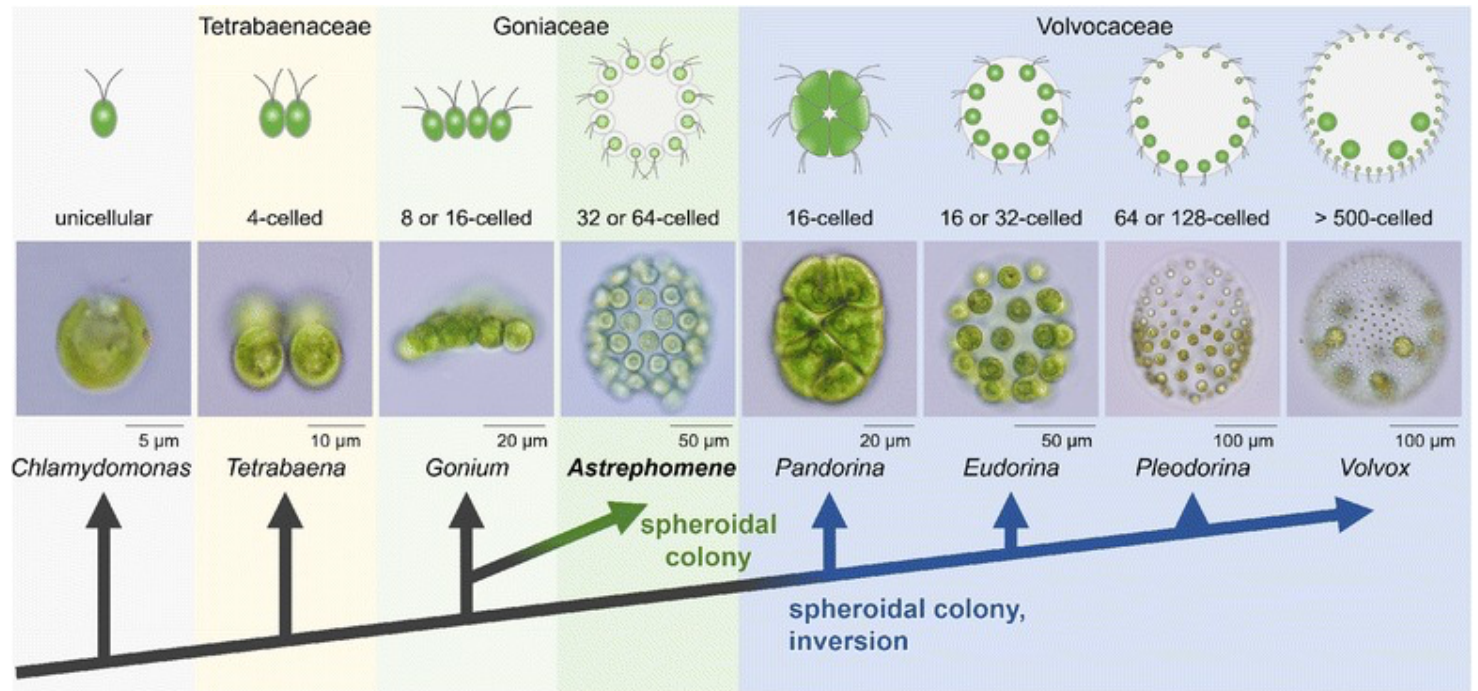 Tetrabaenaceae
Goniaceae
Volvocaceae
unicellular
4-celled
8 or 16-celled
32 or 64-celled
16-celled
16 or 32-celled
64 or 128-celled
> 500-celled
5 µm
10 µm
20 µm
50 µm
20 µm
50 µm
100 µm
100 µm
Chlamydomonas
Tetrabaena
Gonium
Astrephomene
Pandorina
Eudorina
Pleodorina
Volvox
spheroidal
colony
spheroidal colony,
inversion